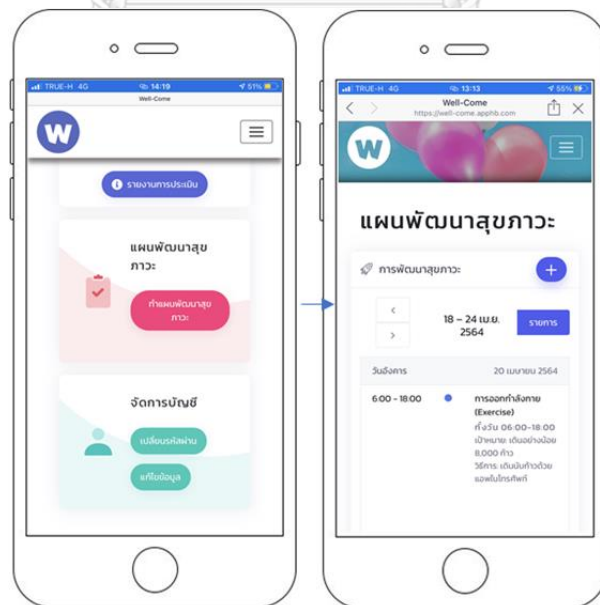 TRUE-H 4G 14:19 51%
Well-Come
W
รายงานการประเมิน
แผนพัฒนาสุข
ภาวะ
ทำแผนพัฒนาสุข
ภาวะ
จัดการบัญชี
เปลี่ยนรหัสผ่าน
แก้ไขข้อมูล
TRUE-H 4G 13:13 55%
Well-Come
https://well-come.apphb.com
W
แผนพัฒนาสุขภาวะ
การพัฒนาสุขภาวะ
+
18 – 24 เม.ย.
2564
รายการ
วันอังคาร 20 เมษายน 2564
6:00 - 18:00 การออกกำลังกาย
(Exercise)
ทั้งวัน 06:00-18:00
เป้าหมาย: เดินอย่างน้อย
8,000 ก้าว
วิธีการ: เดินนับก้าวด้วย
แอพในโทรศัพท์